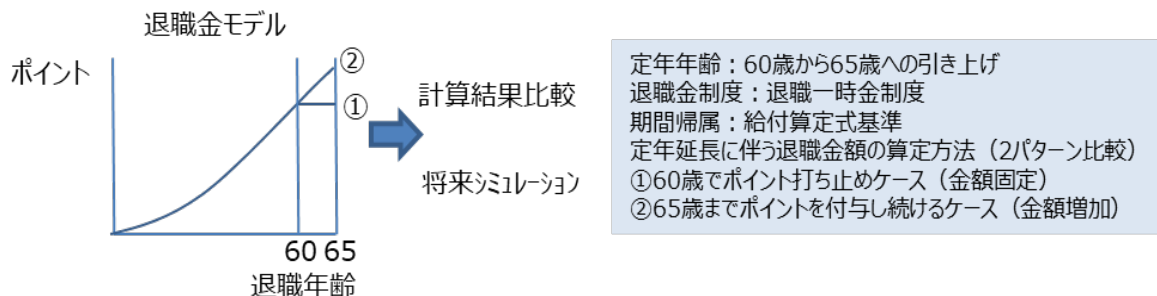 退職金モデル
ポイント
②
①
60 65
退職年齢
計算結果比較
将来シミュレーション
定年年齢：60歳から65歳への引き上げ
退職金制度：退職一時金制度
期間帰属：給付算定式基準
定年延長に伴う退職金額の算定方法（2パターン比較）
①60歳でポイント打ち止めケース（金額固定）
②65歳までポイントを付与し続けるケース（金額増加）